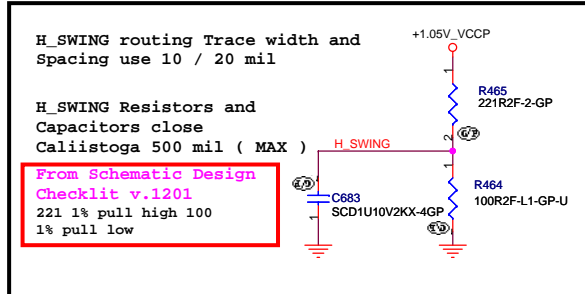 H_SWING routing Trace width and
Spacing use 10 / 20 mil
H_SWING Resistors and
Capacitors close
Caliistoga 500 mil ( MAX )
From Schematic Design
Checklit v.1201
221 1% pull high 100
1% pull low
+1.05V_VCCP
1
R465
221R2F-2-GP
2
H_SWING
1
R464
100R2F-L1-GP-U
C683
SCD1U10V2KX-4GP
1